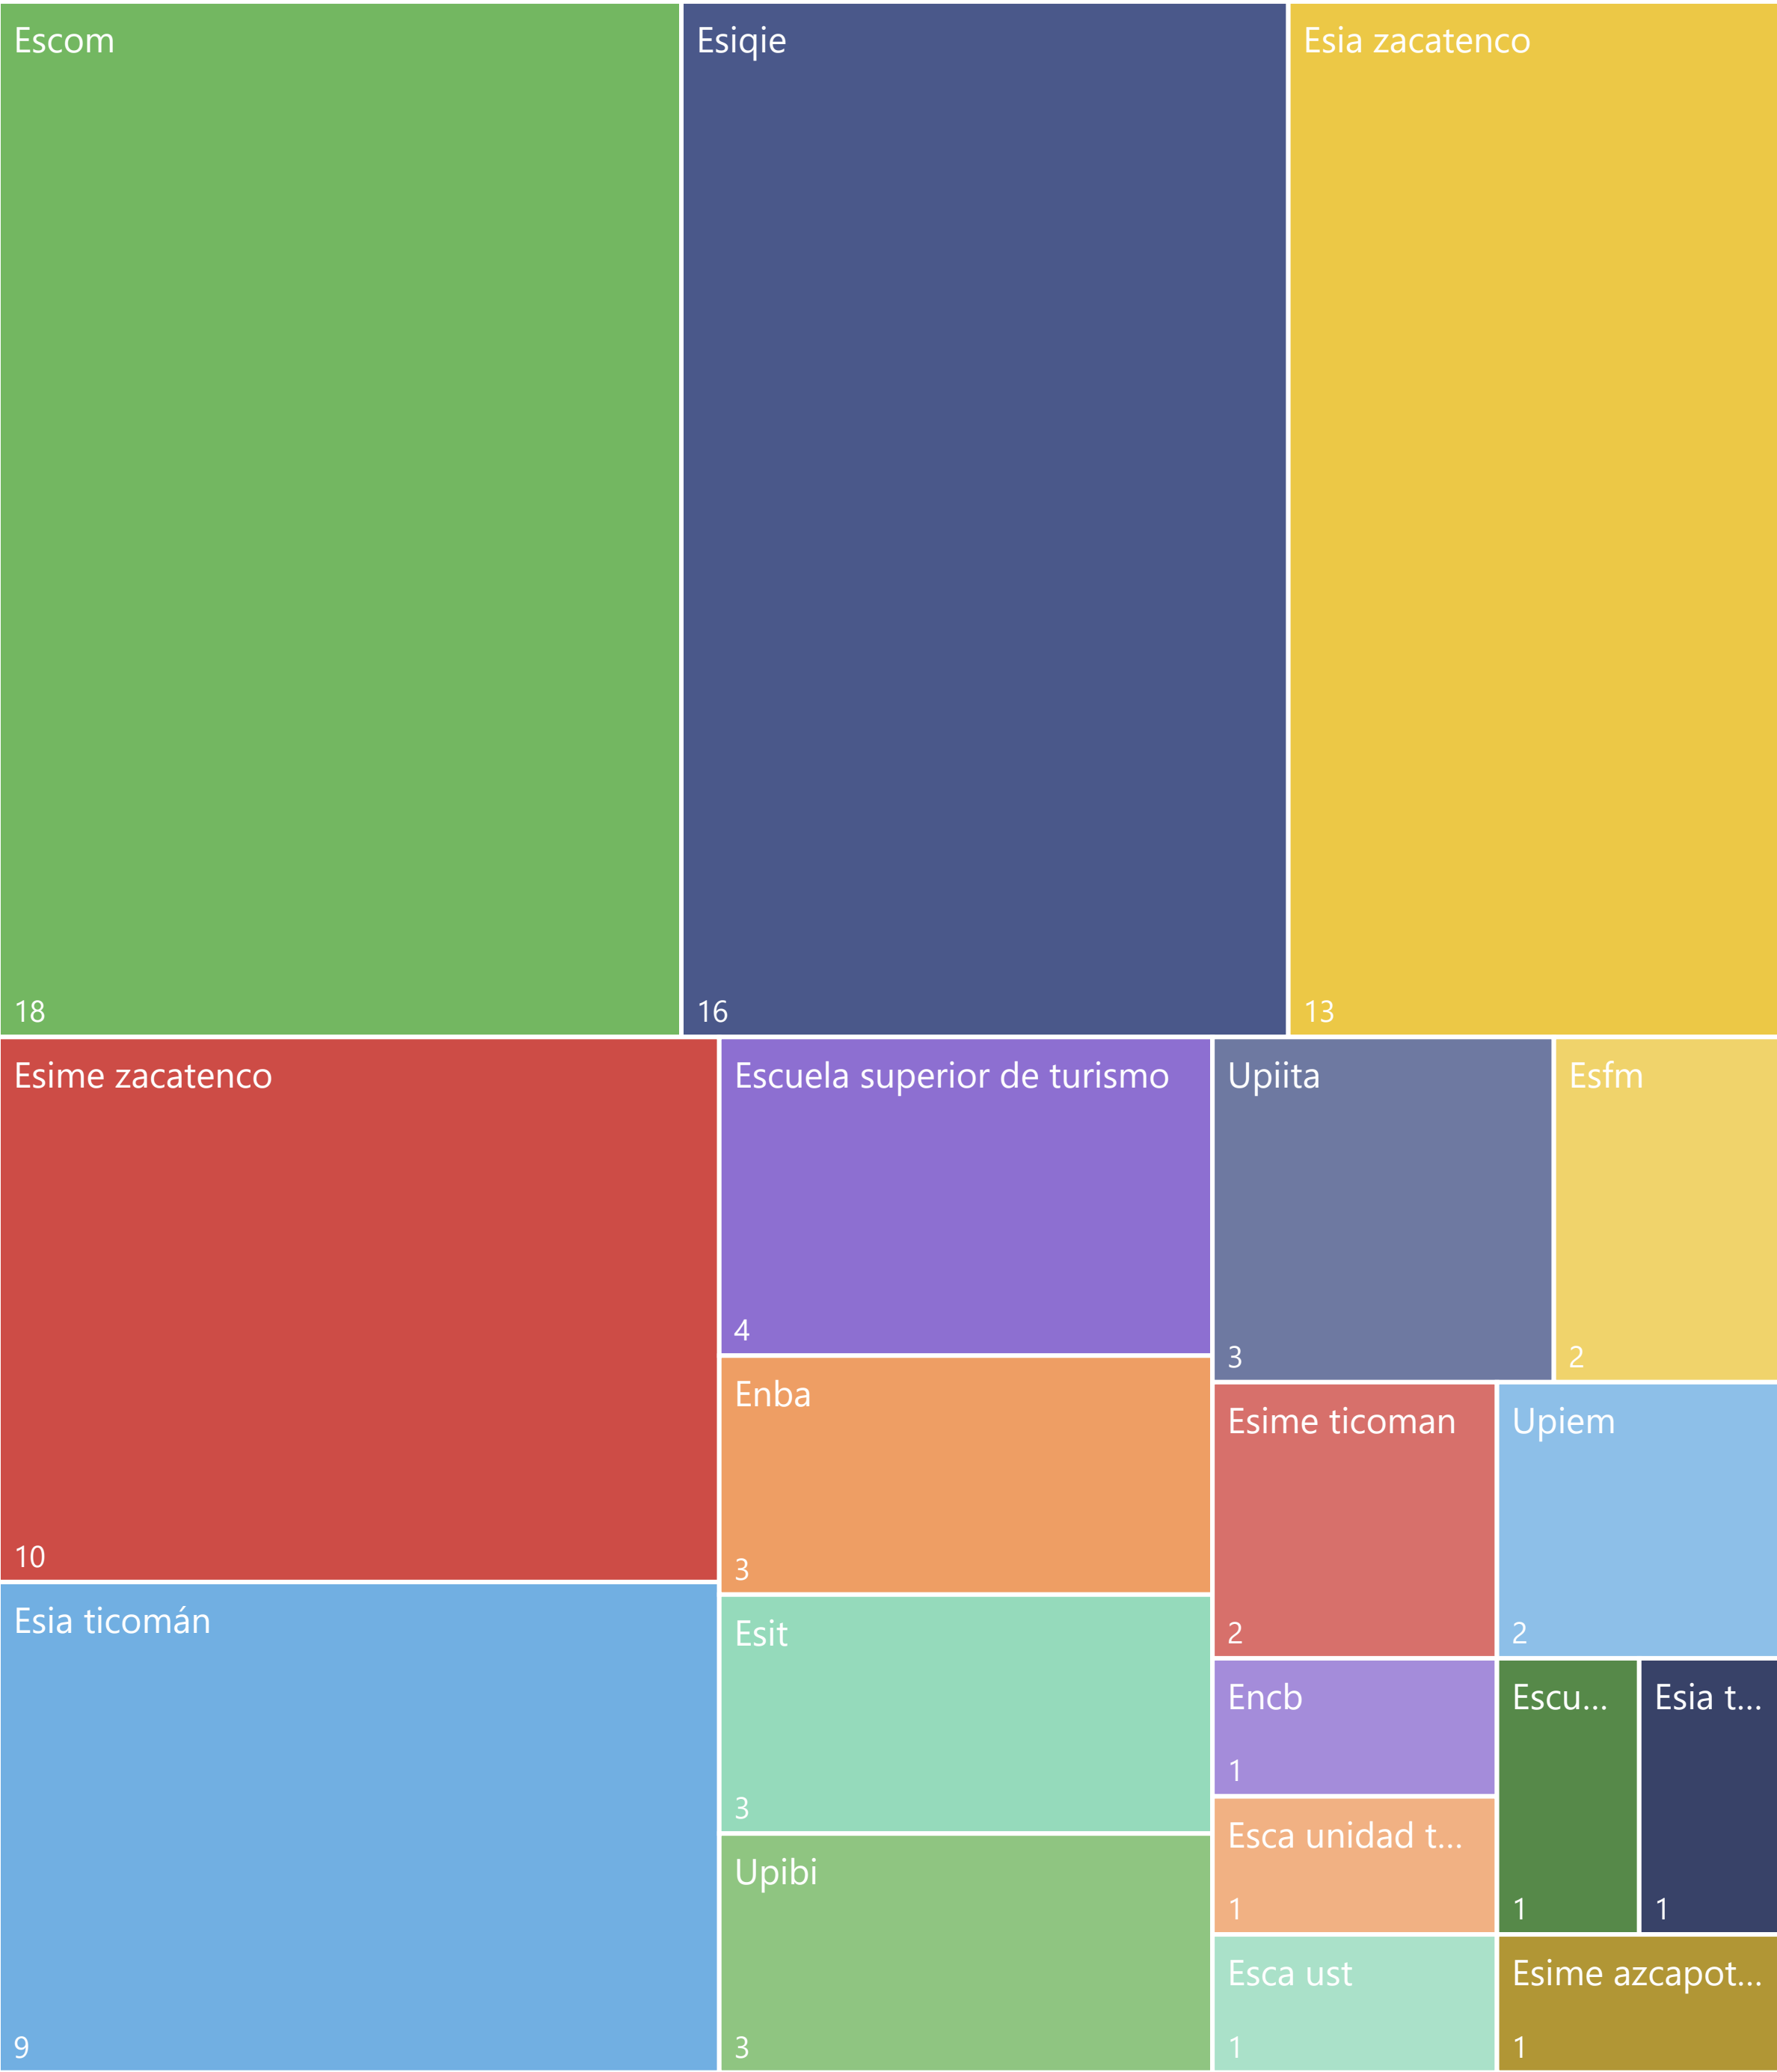 Escom
18
Esiqie
16
Esia zacatenco
13
Esime zacatenco
10
Esia ticomán
9
Escuela superior de turismo
4
Enba
3
Esit
3
Upibi
3
Upiita
3
Esfm
2
Esime ticoman
2
Upiem
2
Encb
1
Esca unidad t...
1
Esca ust
1
Escu...
1
Esia t...
1
Esime azcapot...
1